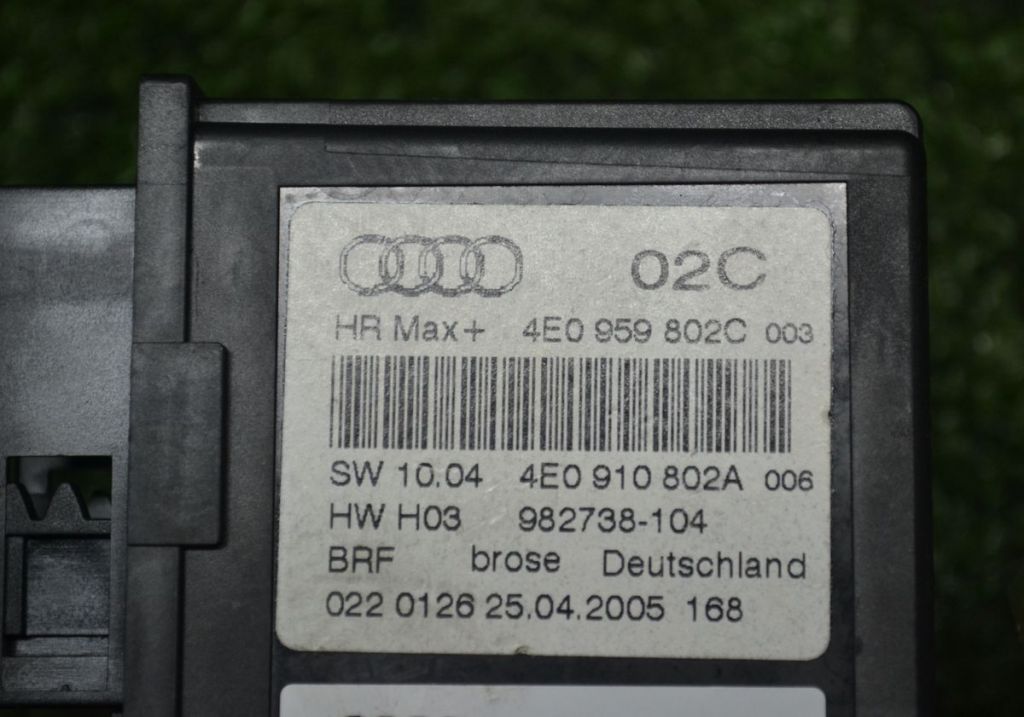 02C
HR Max+ 4E0 959 802C 003
SW 10.04 4E0 910 802A 006
HW H03 982738-104
BRF brose Deutschland
022 0126 25.04.2005 168